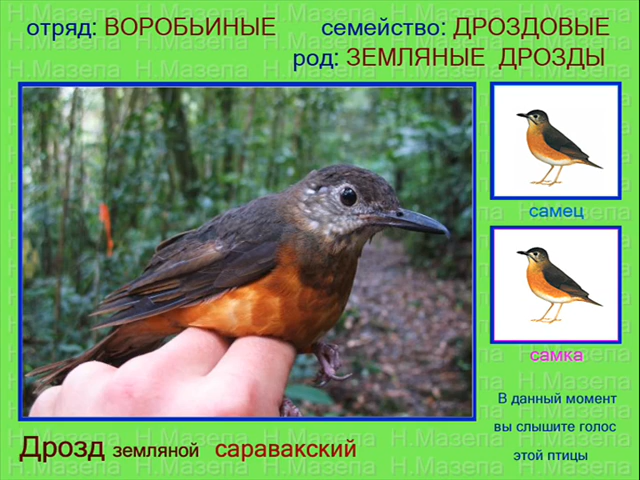 отряд: ВОРОБЬИНЫЕ семейство: ДРОЗДОВЫЕ
род: ЗЕМЛЯНЫЕ ДРОЗДЫ
самец
самка
В данный момент
вы слышите голос
этой птицы
Дрозд земляной саравакский
Н.Мазепа